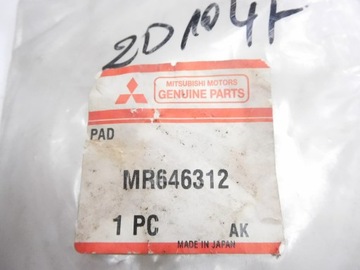 2D104F
MITSUBISHI MOTORS
GENUINE PARTS
PAD
MR646312
1 PC AK
MADE IN JAPAN